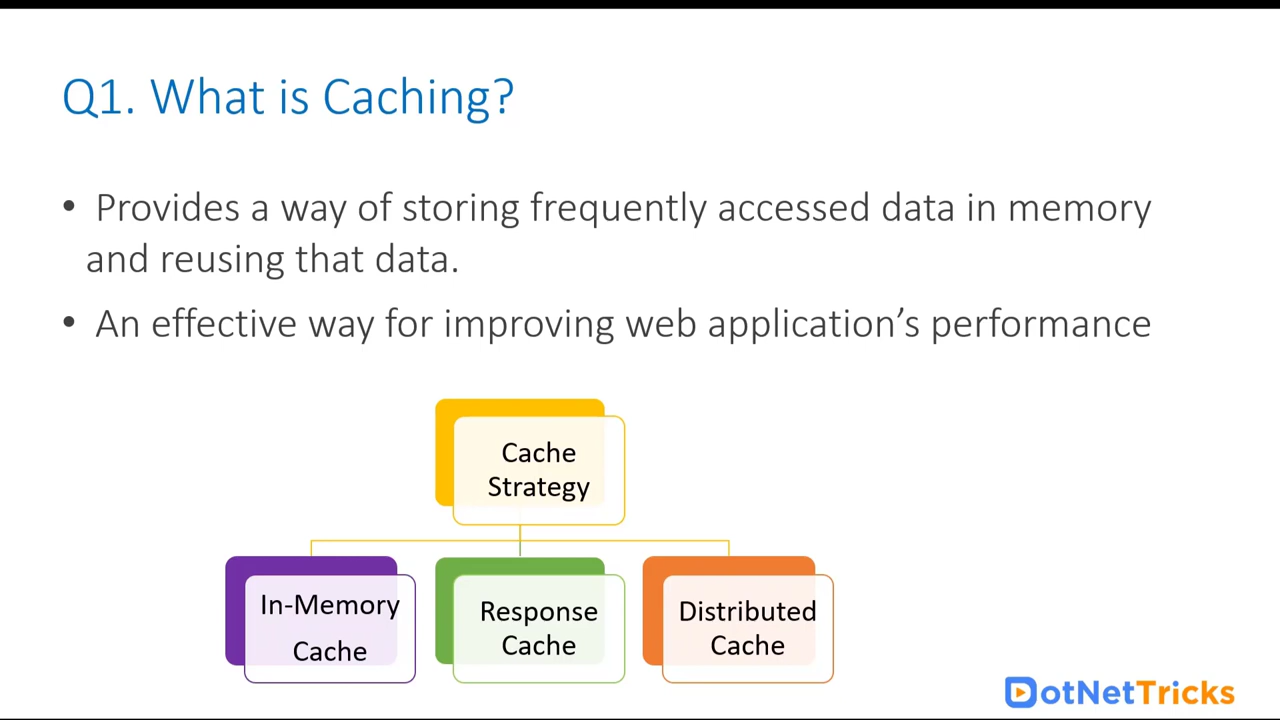 Q1. What is Caching?
• Provides a way of storing frequently accessed data in memory
and reusing that data.
• An effective way for improving web application’s performance
Cache
Strategy
In-Memory
Cache
Response
Cache
Distributed
Cache
DotNetTricks